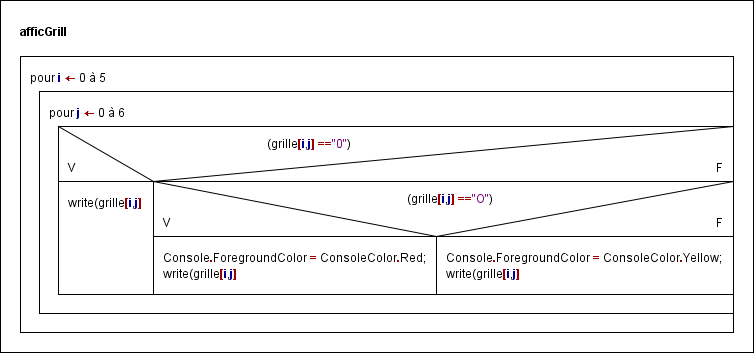 afficGrill
pour i ← 0 à 5
pour j ← 0 à 6
(grille[i,j] =="0")
V
F
write(grille[i,j]
(grille[i,j] =="O")
V
F
Console.ForegroundColor = ConsoleColor.Red;
write(grille[i,j]
Console.ForegroundColor = ConsoleColor.Yellow;
write(grille[i,j]